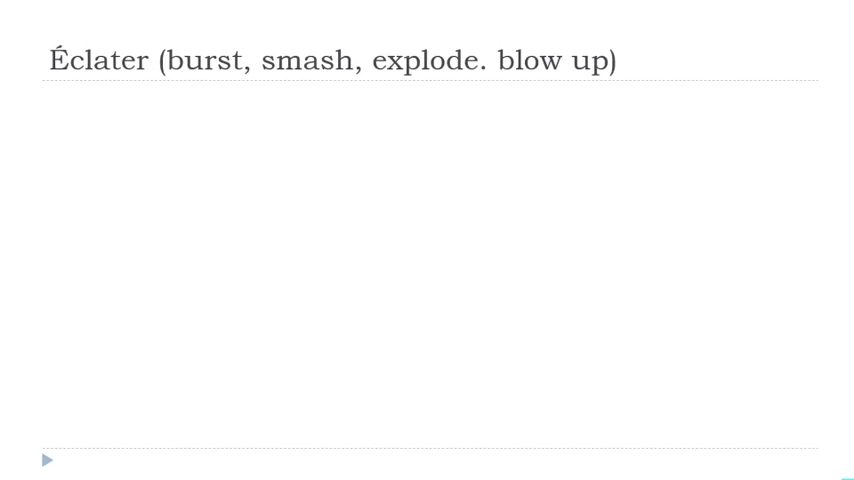 Éclater (burst, smash, explode. blow up)